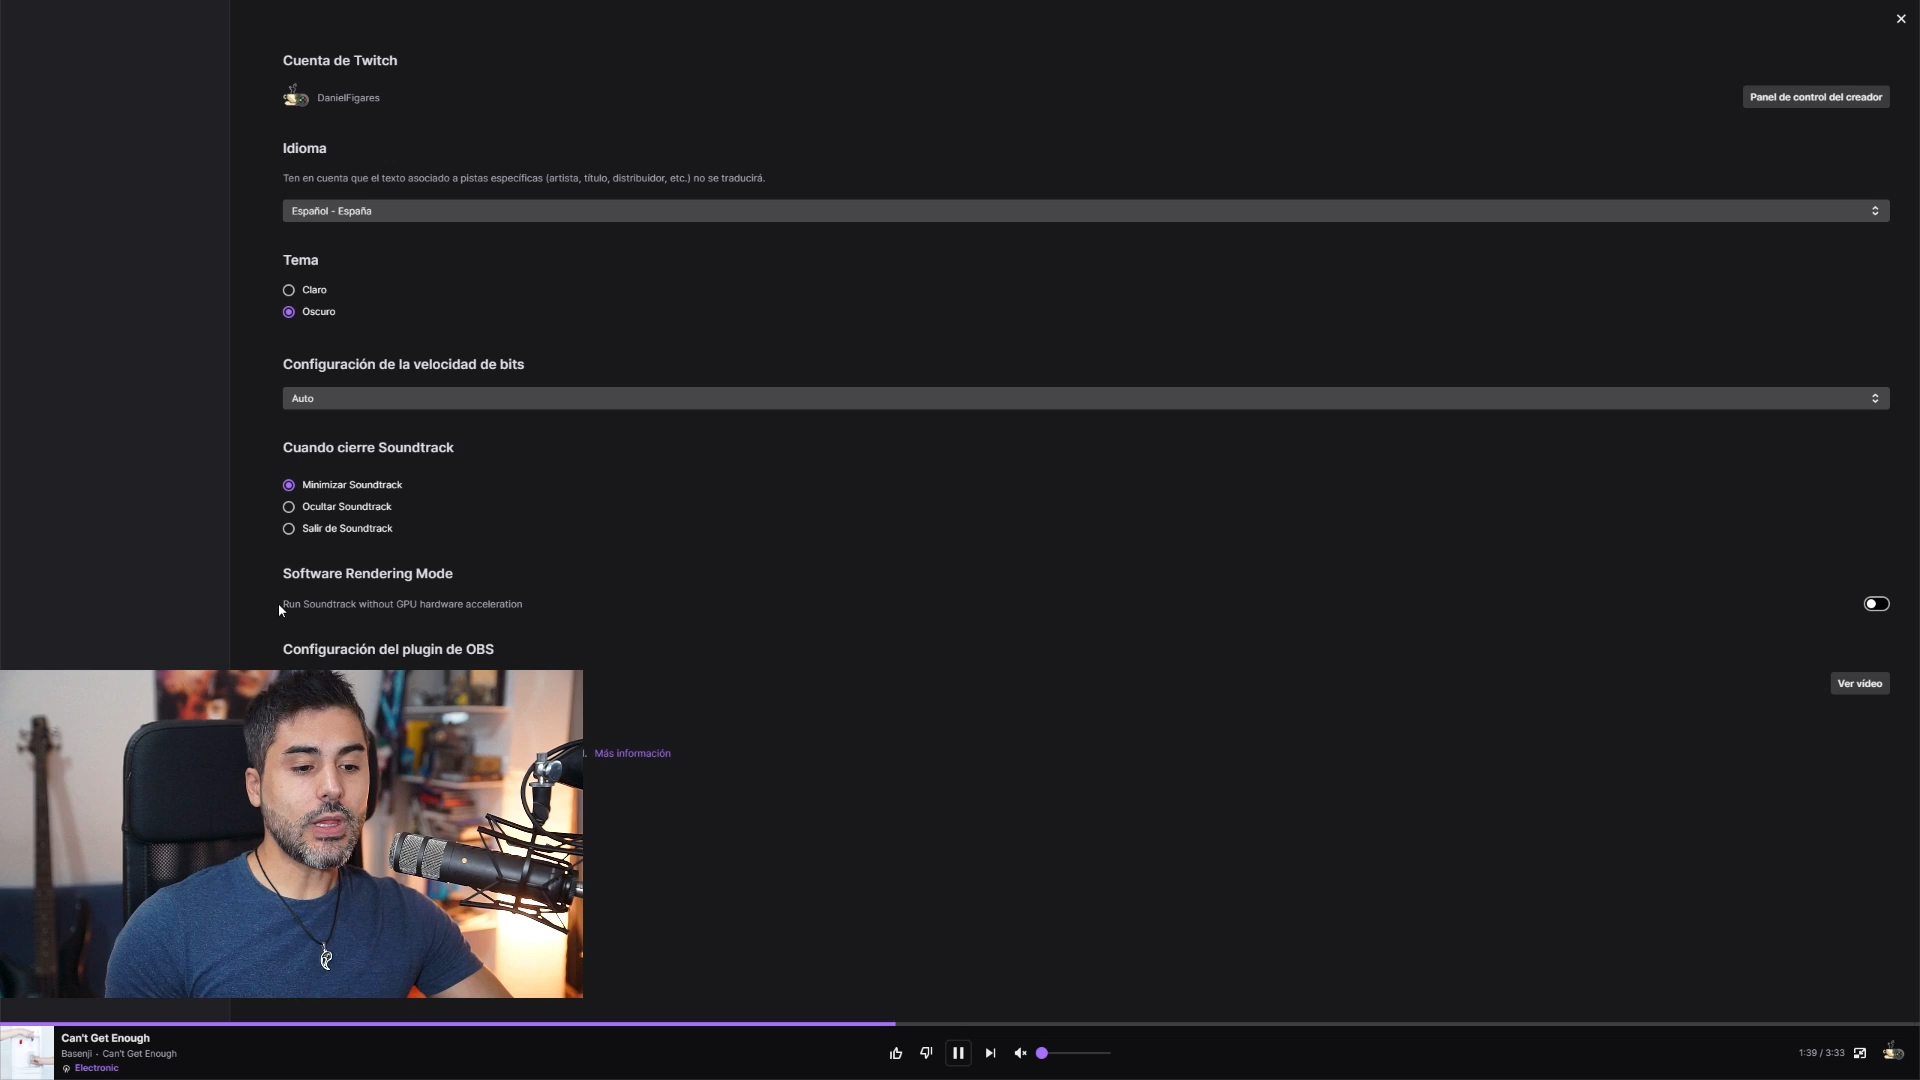 Cuenta de Twitch
DanielFigares
Panel de control del creador
Idioma
Ten en cuenta que el texto asociado a pistas específicas (artista, título, distribuidor, etc.) no se traducirá.
Español - España
Tema
Claro
Oscuro
Configuración de la velocidad de bits
Auto
Cuando cierre Soundtrack
Minimizar Soundtrack
Ocultar Soundtrack
Salir de Soundtrack
Software Rendering Mode
Run Soundtrack without GPU hardware acceleration
Configuración del plugin de OBS
Ver vídeo
Más información
Can't Get Enough
Basenji • Can't Get Enough
Electronic
1:39 / 3:33